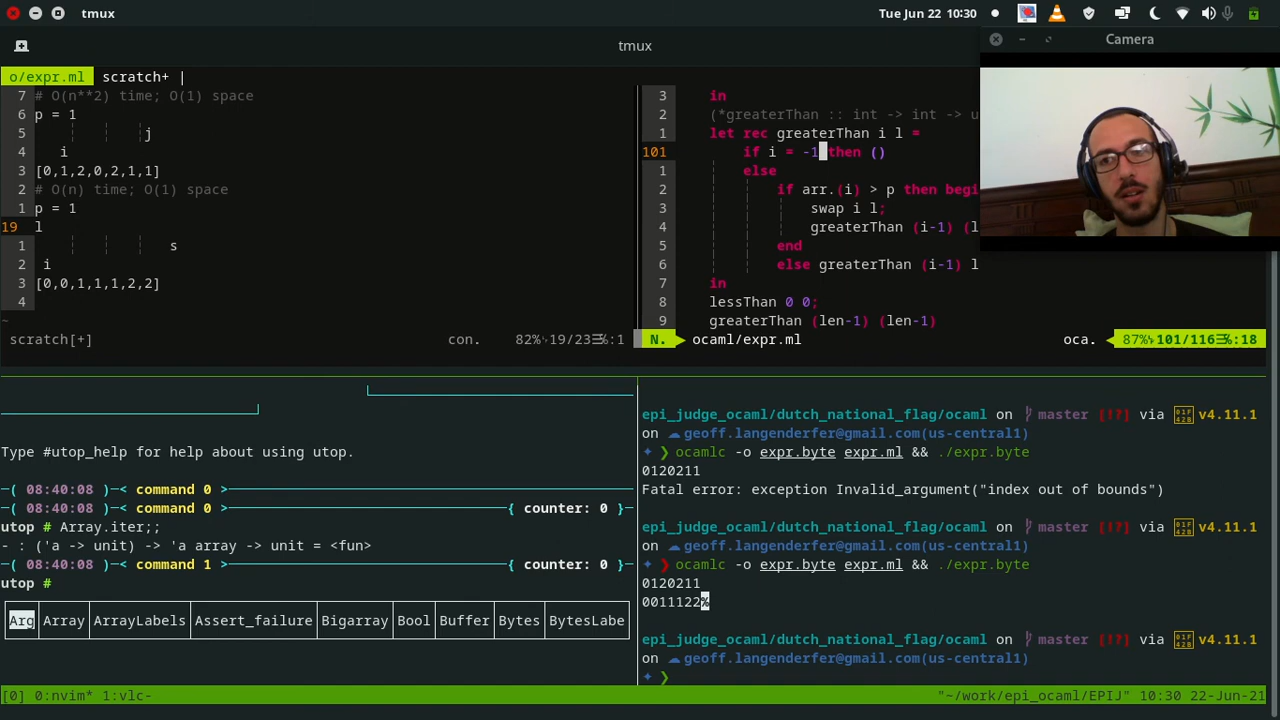 tmux
Tue Jun 22 10:30
tmux
Camera
o/expr.ml scratch+ |
7 # O(n**2) time; O(1) space
6 p = 1
5 j
4 i
3 [0,1,2,0,2,1,1]
2 # O(n) time; O(1) space
1 p = 1
19 l
1 s
2 i
3 [0,0,1,1,1,2,2]
4
~
scratch[+] con. 82% 19/23 %:1
3 in
2 (*greaterThan :: int -> int -> u
1 let rec greaterThan i l =
101 if i = -1 then ()
1 else
2 if arr.(i) > p then begi
3 swap i l;
4 greaterThan (i-1) (l
5 end
6 else greaterThan (i-1) l
7 in
8 lessThan 0 0;
9 greaterThan (len-1) (len-1)
N. ocaml/expr.ml oca. 87% 101/116 %:18
Type #utop_help for help about using utop.
─( 08:40:08 )─< command 0 >
─( 08:40:08 )─< command 0 >─{ counter: 0 }─
utop # Array.iter;;
- : ('a -> unit) -> 'a array -> unit = <fun>
─( 08:40:08 )─< command 1 >─{ counter: 0 }─
utop #
Arg Array ArrayLabels Assert_failure Bigarray Bool Buffer Bytes BytesLabe
epi_judge_ocaml/dutch_national_flag/ocaml on master [!?] via v4.11.1
on geoff.langenderfer@gmail.com(us-central1)
✦ ❯ ocamlc -o expr.byte expr.ml && ./expr.byte
0120211
Fatal error: exception Invalid_argument("index out of bounds")
epi_judge_ocaml/dutch_national_flag/ocaml on master [!?] via v4.11.1
on geoff.langenderfer@gmail.com(us-central1)
✦ ❯ ocamlc -o expr.byte expr.ml && ./expr.byte
0120211
0011122%
epi_judge_ocaml/dutch_national_flag/ocaml on master [!?] via v4.11.1
on geoff.langenderfer@gmail.com(us-central1)
✦ ❯
[0] 0:nvim* 1:vlc- "~/work/epi_ocaml/EPIJ" 10:30 22-Jun-21